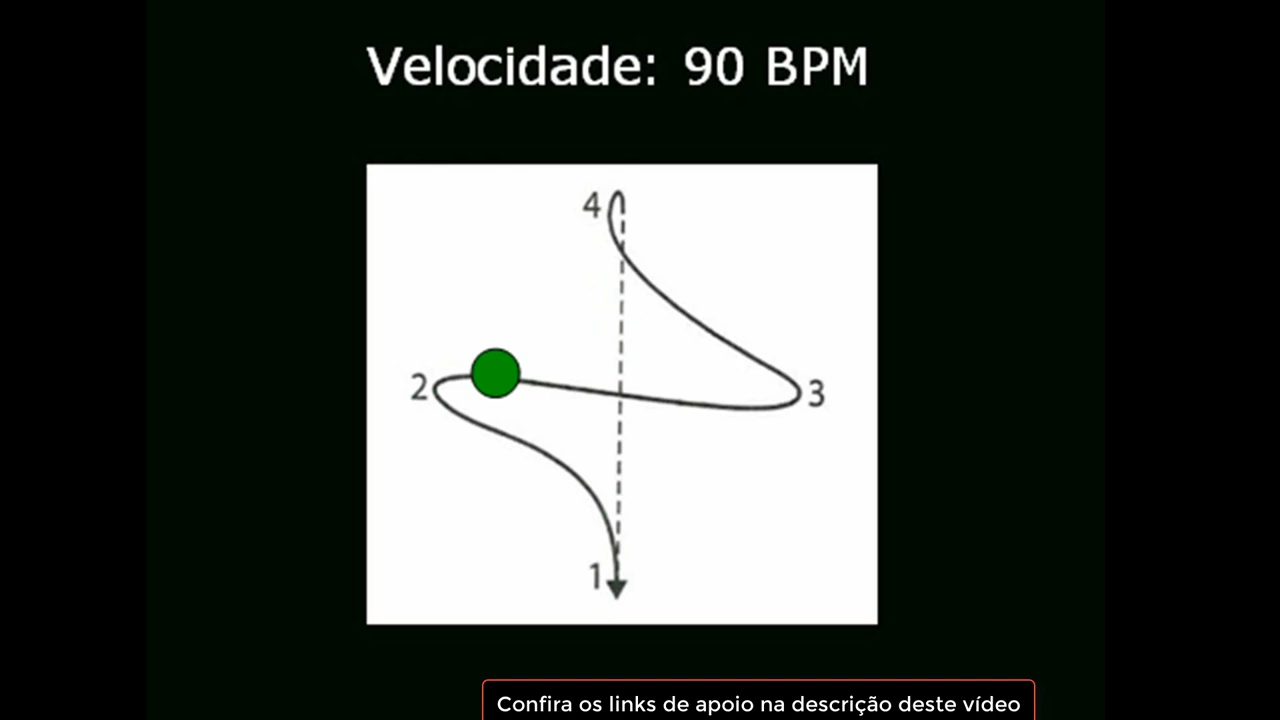 Velocidade: 90 BPM
4
2
3
1
Confira os links de apoio na descrição deste vídeo